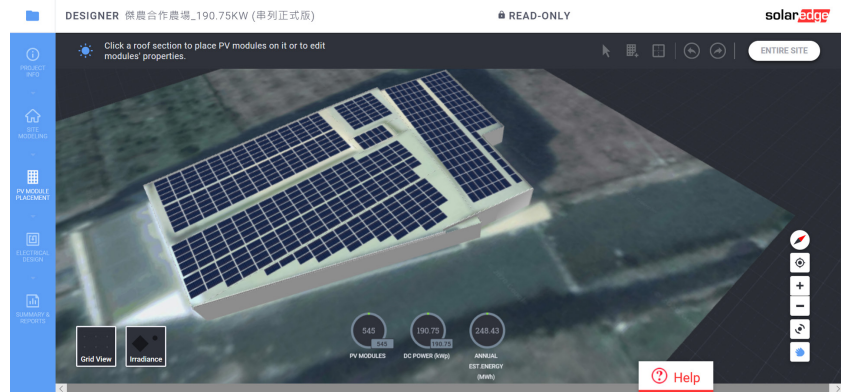 DESIGNER 傑農合作農場_190.75KW (串列正式版)
READ-ONLY
solaredge
Click a roof section to place PV modules on it or to edit
modules' properties.
ENTIRE SITE
PROJECT
INFO
SITE
MODELING
PV MODULE
PLACEMENT
ELECTRICAL
DESIGN
SUMMARY &
REPORTS
Grid View
Irradiance
545
545
PV MODULES
190.75
190.75
DC POWER (kWp)
248.43
ANNUAL
EST.ENERGY
(MWh)
Help